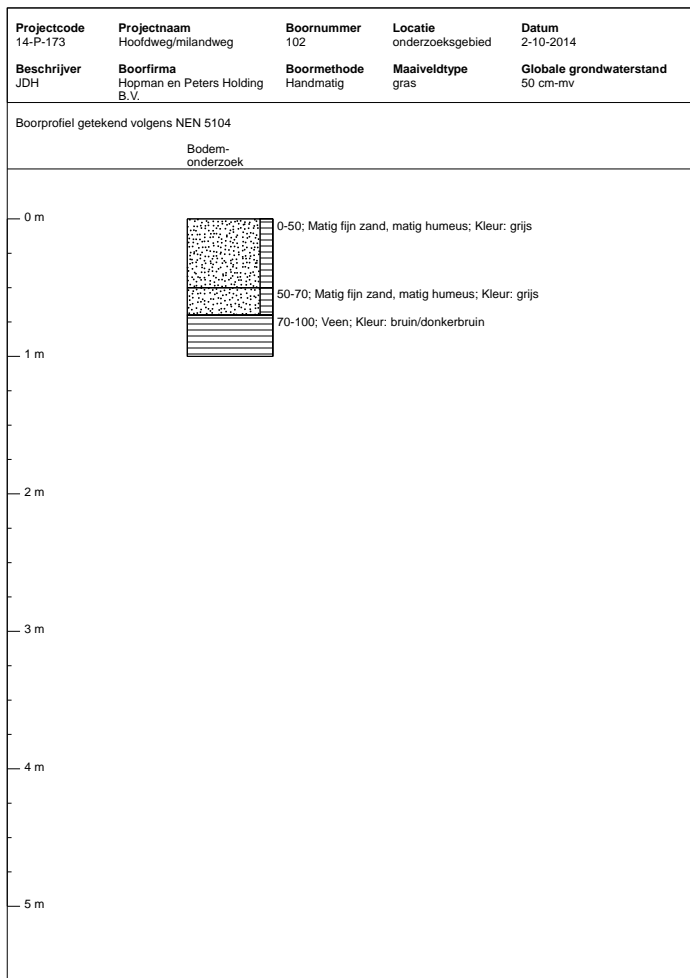 Projectcode Projectnaam Boornummer Locatie Datum
14-P-173 Hoofdweg/milandweg 102 onderzoeksgebied 2-10-2014
Beschrijver Boorfirma Boormethode Maaiveldtype Globale grondwaterstand
JDH Hopman en Peters Holding Handmatig gras 50 cm-mv
B.V.
Boorprofiel getekend volgens NEN 5104
Bodem-
onderzoek
0 m
0-50; Matig fijn zand, matig humeus; Kleur: grijs
50-70; Matig fijn zand, matig humeus; Kleur: grijs
70-100; Veen; Kleur: bruin/donkerbruin
1 m
2 m
3 m
4 m
5 m